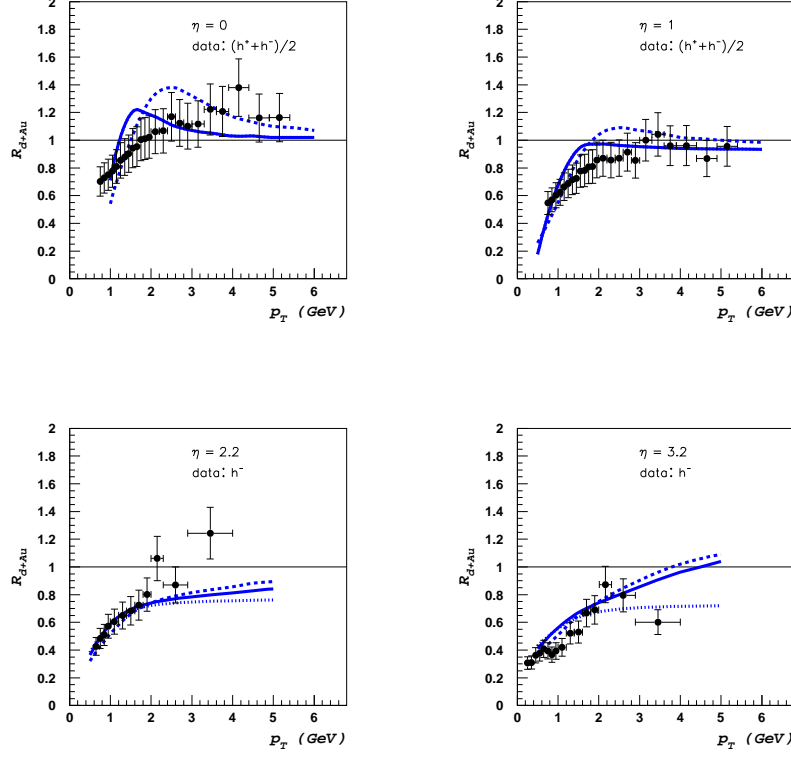 2
1.8
1.6
1.4
1.2
1
0.8
0.6
0.4
0.2
0
R_d+Au
η = 0
data: (h⁺+h⁻)/2
0 1 2 3 4 5 6
p_T (GeV)
2
1.8
1.6
1.4
1.2
1
0.8
0.6
0.4
0.2
0
R_d+Au
η = 1
data: (h⁺+h⁻)/2
0 1 2 3 4 5 6
p_T (GeV)
2
1.8
1.6
1.4
1.2
1
0.8
0.6
0.4
0.2
0
R_d+Au
η = 2.2
data: h⁻
0 1 2 3 4 5 6
p_T (GeV)
2
1.8
1.6
1.4
1.2
1
0.8
0.6
0.4
0.2
0
R_d+Au
η = 3.2
data: h⁻
0 1 2 3 4 5 6
p_T (GeV)